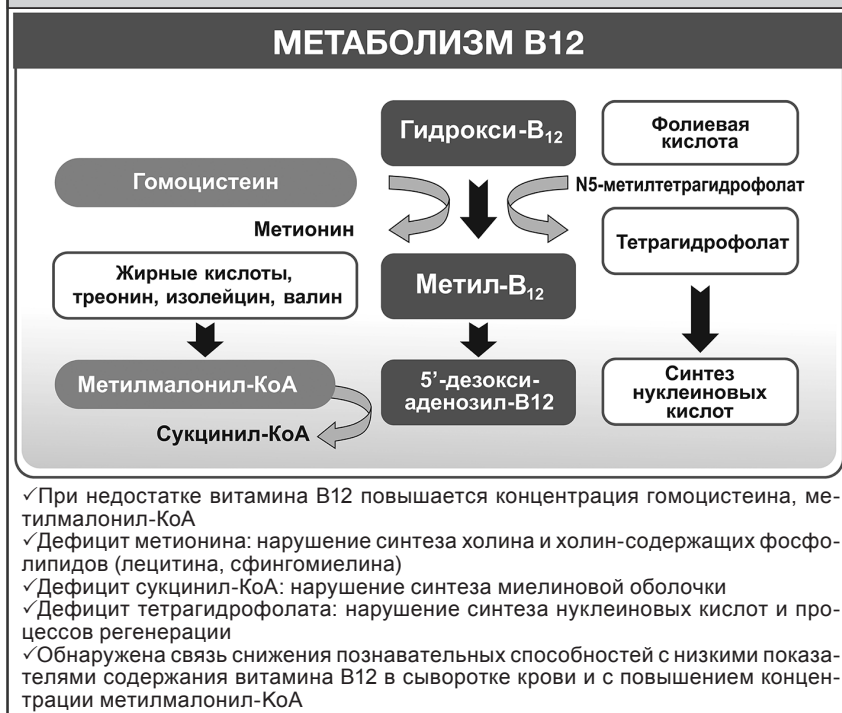 МЕТАБОЛИЗМ В12
Гидрокси-В₁₂
Фолиевая
кислота
Гомоцистеин
N5-метилтетрагидрофолат
Метионин
Тетрагидрофолат
Жирные кислоты,
треонин, изолейцин, валин
Метил-В₁₂
Метилмалонил-КоА
5’-дезокси-
аденозил-В12
Синтез
нуклеиновых
кислот
Сукцинил-КоА
✓При недостатке витамина В12 повышается концентрация гомоцистеина, ме-
тилмалонил-КоА
✓Дефицит метионина: нарушение синтеза холина и холин-содержащих фосфо-
липидов (лецитина, сфингомиелина)
✓Дефицит сукцинил-КоА: нарушение синтеза миелиновой оболочки
✓Дефицит тетрагидрофолата: нарушение синтеза нуклеиновых кислот и про-
цессов регенерации
✓Обнаружена связь снижения познавательных способностей с низкими показа-
телями содержания витамина В12 в сыворотке крови и с повышением концен-
трации метилмалонил-КоА